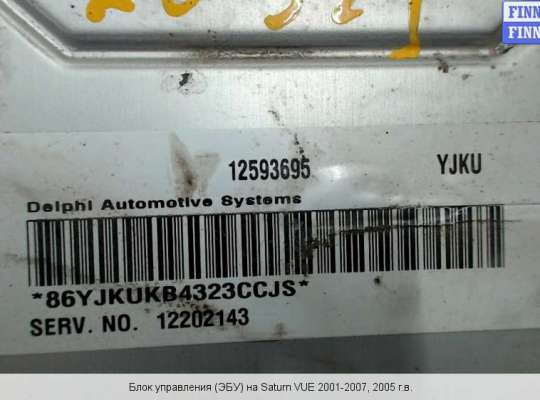 FINN
FINN
12593695 YJKU
Delphi Automotive Systems
*86YJKUKB4323CCJS*
SERV. NO. 12202143
Блок управления (ЭБУ) на Saturn VUE 2001-2007, 2005 г.в.